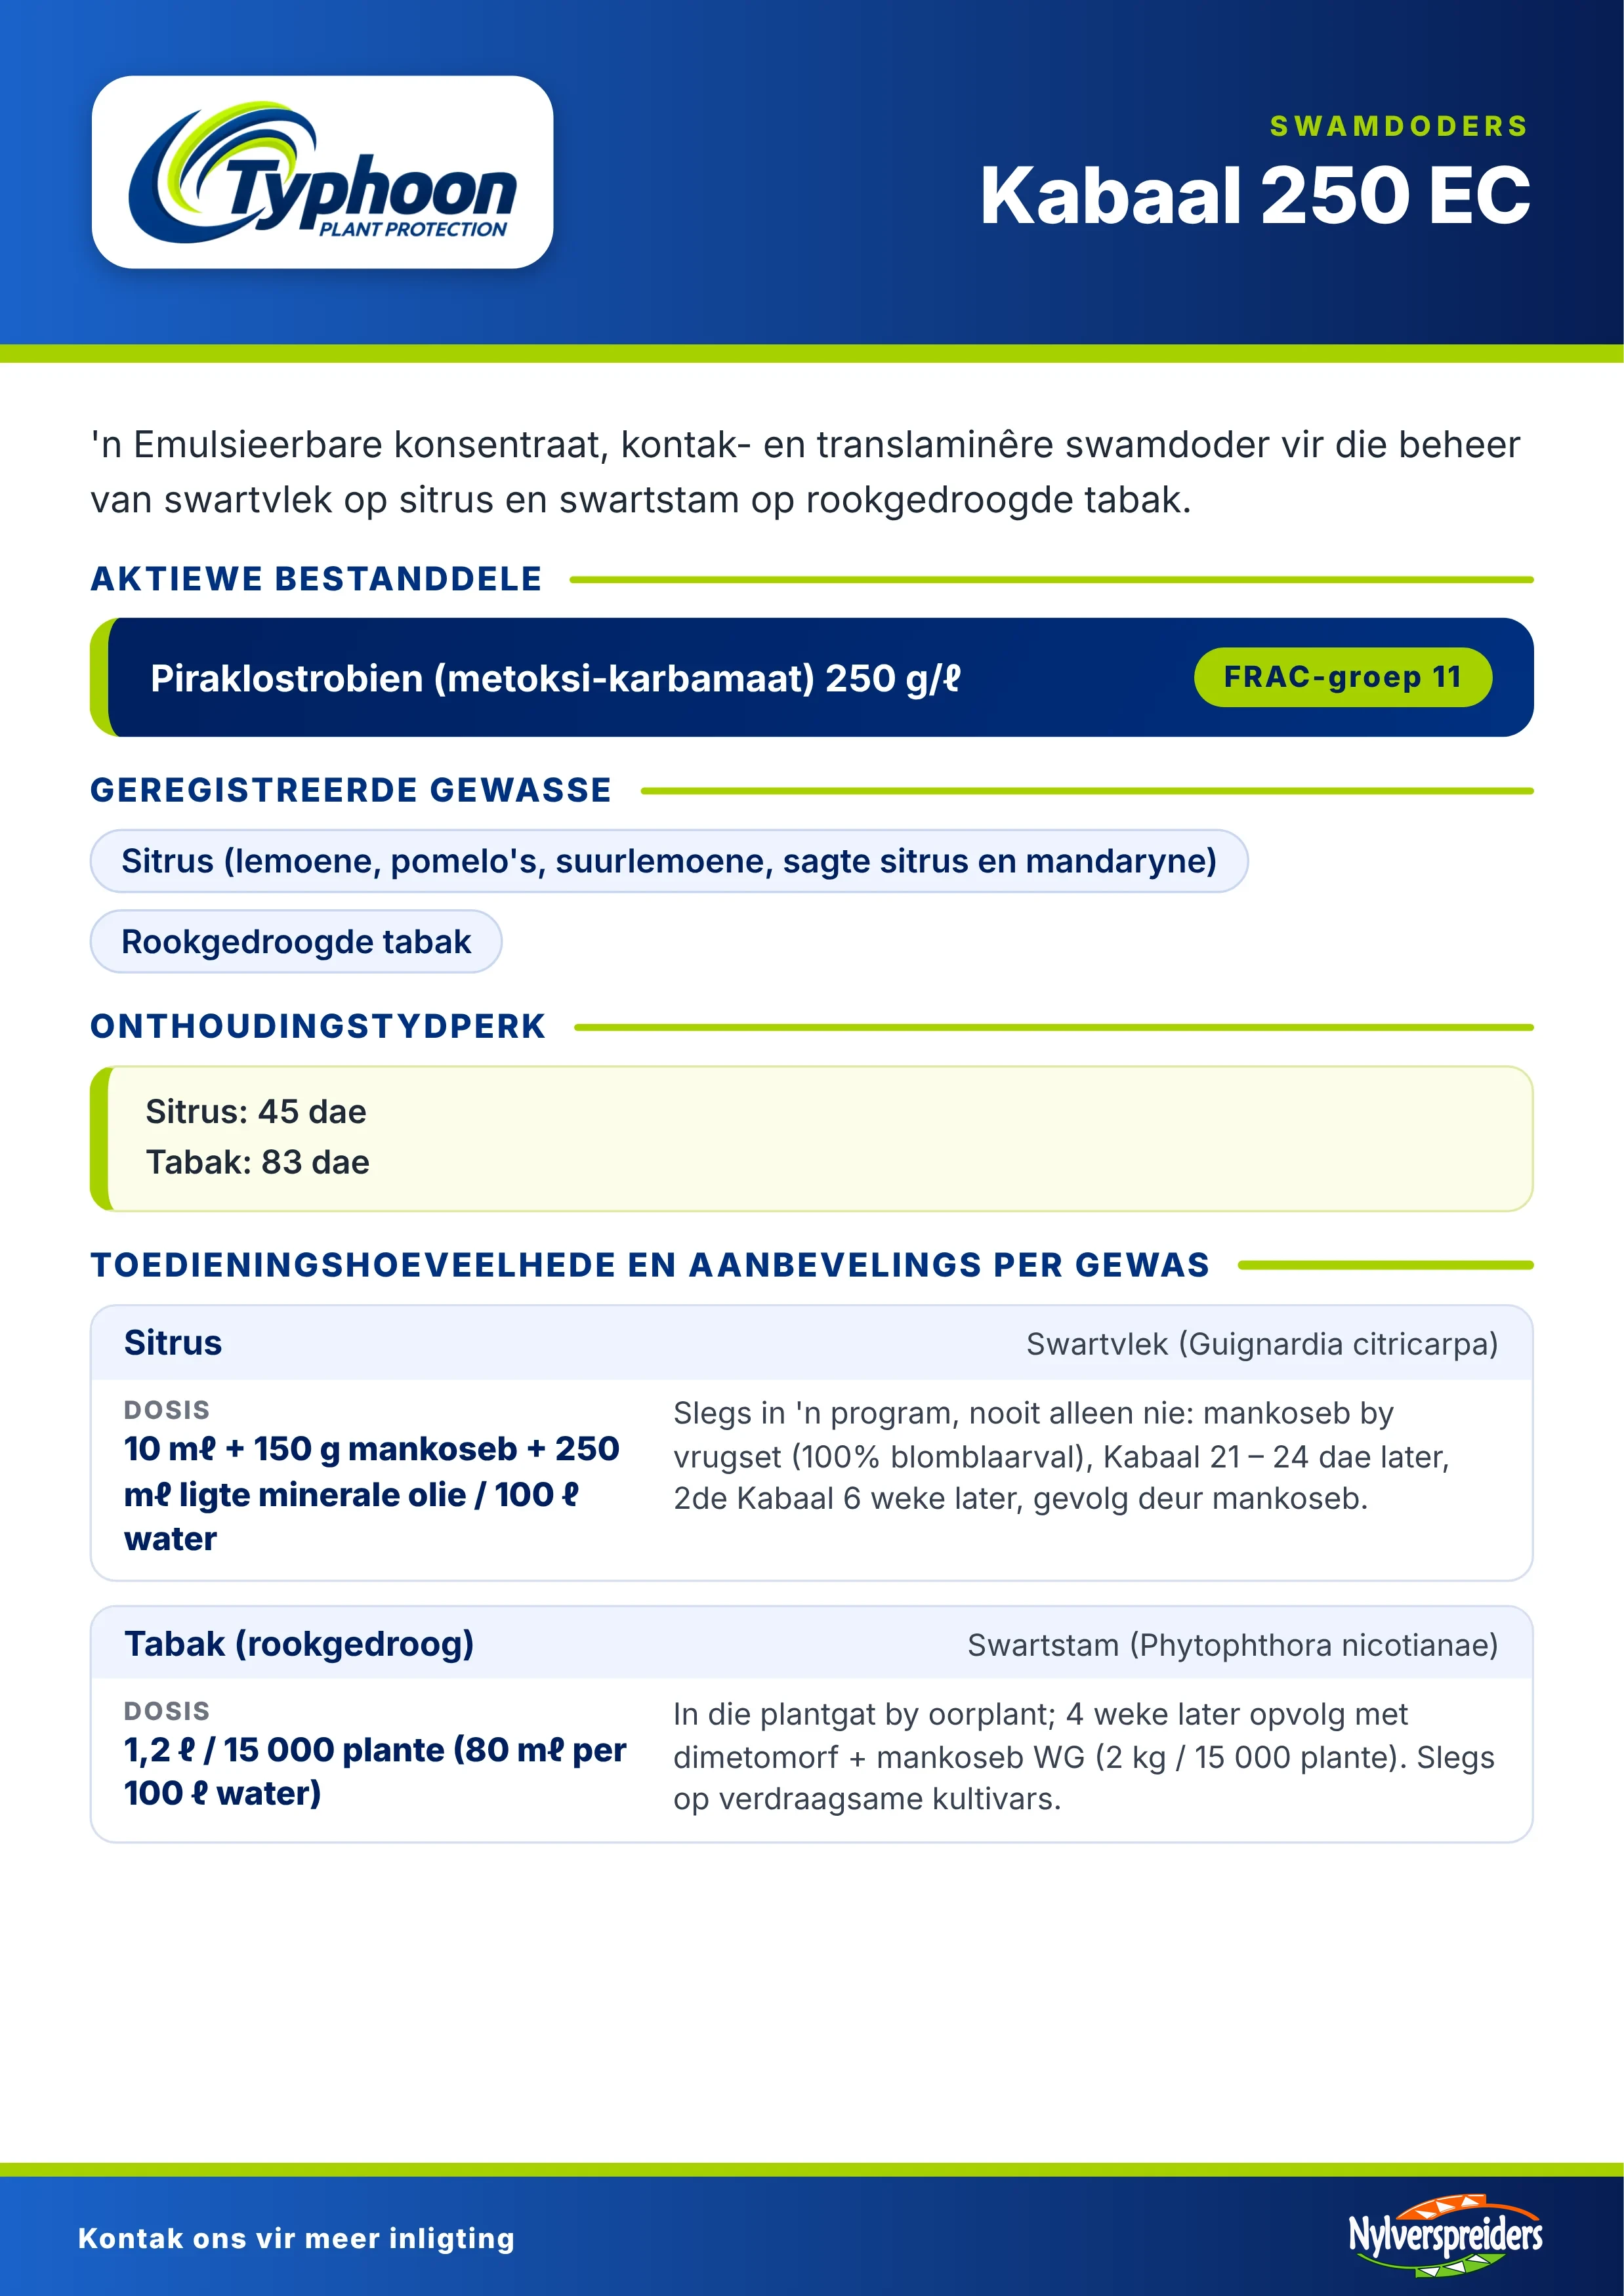 Typhoon
PLANT PROTECTION
SWAMDODERS
Kabaal 250 EC
'n Emulsieerbare konsentraat, kontak- en translaminêre swamdoder vir die beheer
van swartvlek op sitrus en swartstam op rookgedroogde tabak.
AKTIEWE BESTANDDELE
Piraklostrobien (metoksi-karbamaat) 250 g/ℓ
FRAC-groep 11
GEREGISTREERDE GEWASSE
Sitrus (lemoene, pomelo's, suurlemoene, sagte sitrus en mandaryne)
Rookgedroogde tabak
ONTHOUDINGSTYDPERK
Sitrus: 45 dae
Tabak: 83 dae
TOEDIENINGSHOEVEELHEDE EN AANBEVELINGS PER GEWAS
Sitrus
Swartvlek (Guignardia citricarpa)
DOSIS
10 mℓ + 150 g mankoseb + 250
mℓ ligte minerale olie / 100 ℓ
water
Slegs in 'n program, nooit alleen nie: mankoseb by
vrugset (100% blomblaarval), Kabaal 21 – 24 dae later,
2de Kabaal 6 weke later, gevolg deur mankoseb.
Tabak (rookgedroog)
Swartstam (Phytophthora nicotianae)
DOSIS
1,2 ℓ / 15 000 plante (80 mℓ per
100 ℓ water)
In die plantgat by oorplant; 4 weke later opvolg met
dimetomorf + mankoseb WG (2 kg / 15 000 plante). Slegs
op verdraagsame kultivars.
Kontak ons vir meer inligting
Nylverspreiders